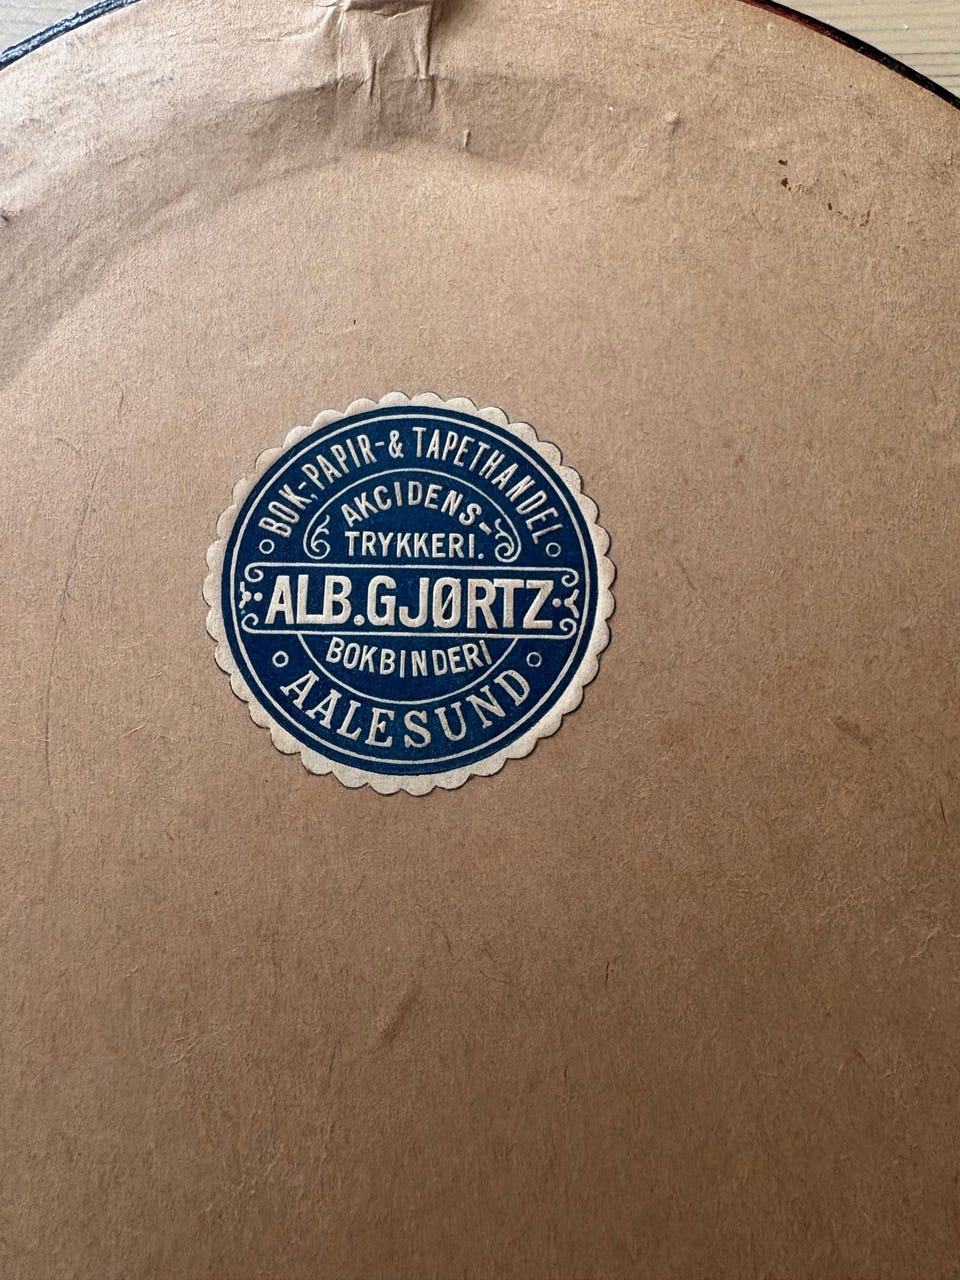 BOK-, PAPIR- & TAPETHANDEL
AKCIDENS-
TRYKKERI.
ALB. GJØRTZ
BOKBINDERI
AALESUND